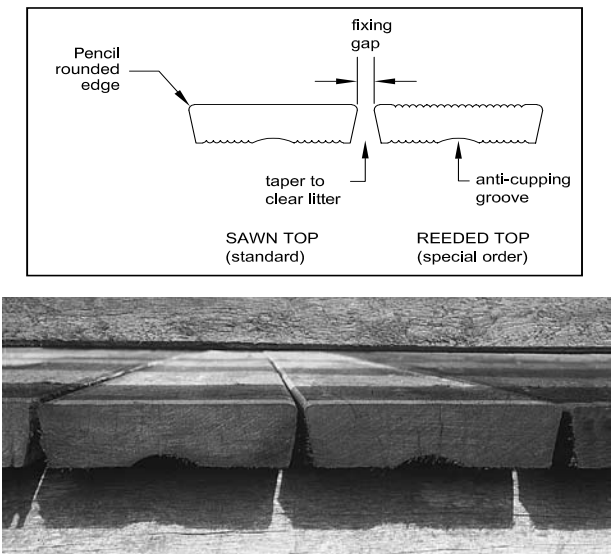 fixing
gap
Pencil
rounded
edge
taper to
clear litter
anti-cupping
groove
SAWN TOP
(standard)
REEDED TOP
(special order)